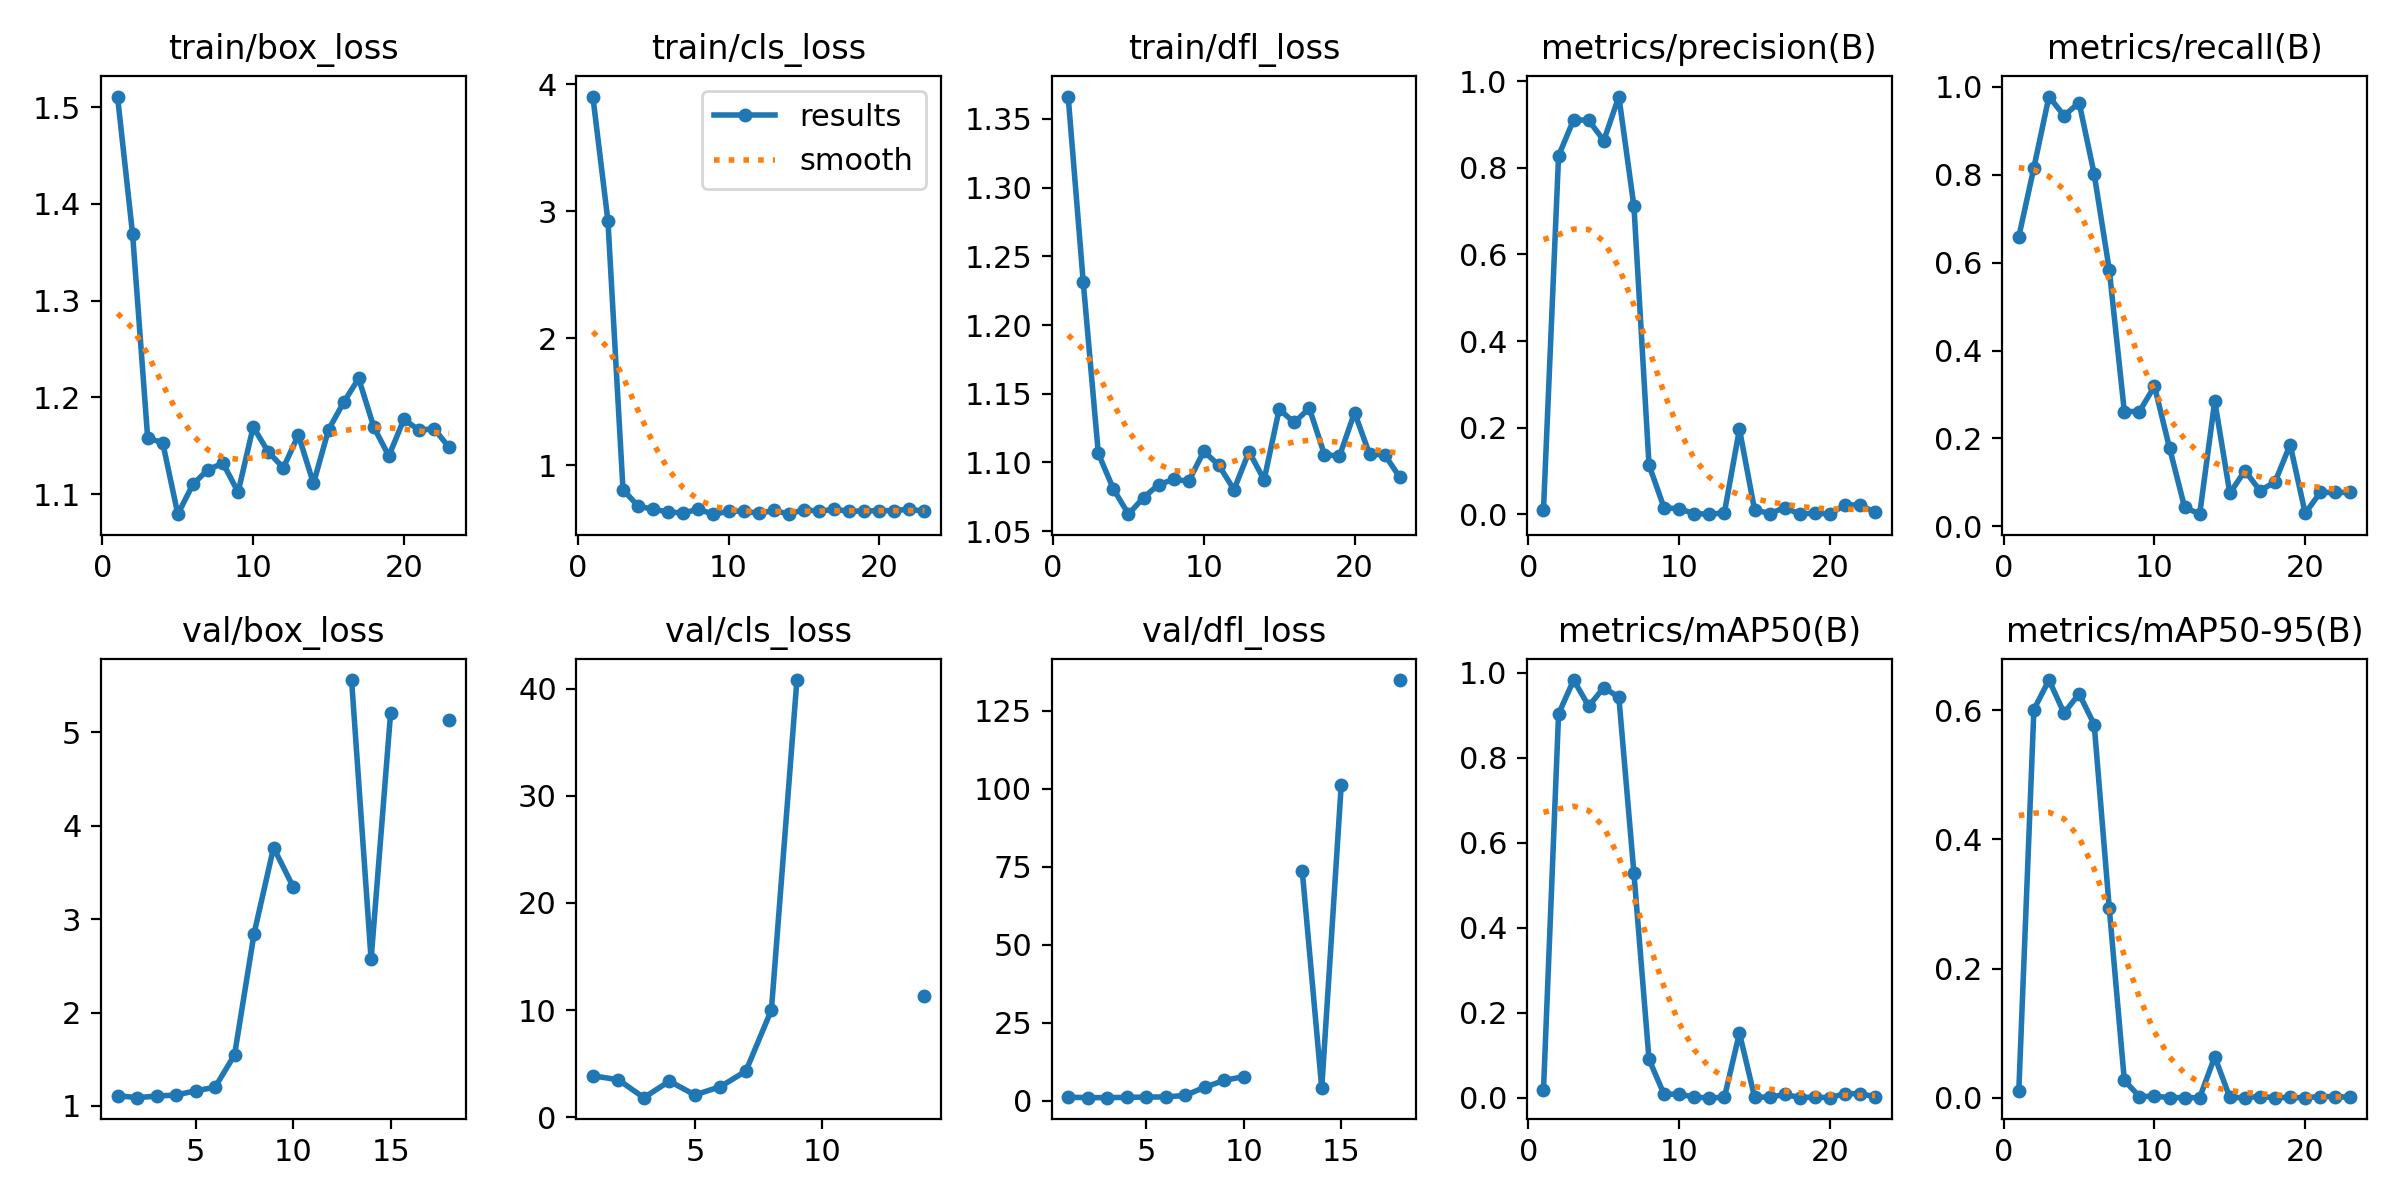 train/box_loss
1.5
1.4
1.3
1.2
1.1
0 10 20
train/cls_loss
4
3
2
1
0 10 20
results
smooth
train/dfl_loss
1.35
1.30
1.25
1.20
1.15
1.10
1.05
0 10 20
metrics/precision(B)
1.0
0.8
0.6
0.4
0.2
0.0
0 10 20
metrics/recall(B)
1.0
0.8
0.6
0.4
0.2
0.0
0 10 20
val/box_loss
5
4
3
2
1
5 10 15
val/cls_loss
40
30
20
10
0
5 10
val/dfl_loss
125
100
75
50
25
0
5 10 15
metrics/mAP50(B)
1.0
0.8
0.6
0.4
0.2
0.0
0 10 20
metrics/mAP50-95(B)
0.6
0.4
0.2
0.0
0 10 20